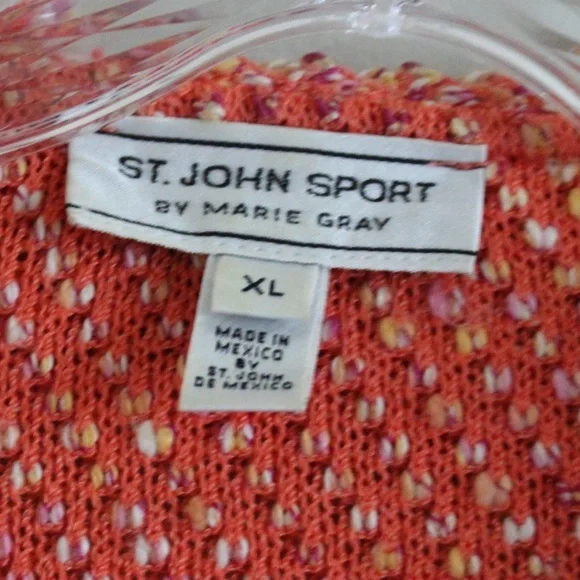 ST. JOHN SPORT
BY MARIE GRAY
XL
MADE IN
MEXICO
BY
ST. JOHN
DE MEXICO